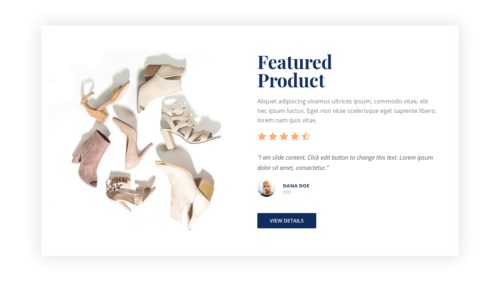 Featured
Product
Aliquet adipiscing vivamus ultrices ipsum, commodo vitae, elit
nec ipsum luctus. Eget non vitae scelerisque eget sapiente libero,
lorem nam quis vitae.
"I am slide content. Click edit button to change this text. Lorem ipsum
dolor sit amet, consectetur."
DANA DOE
CEO
VIEW DETAILS